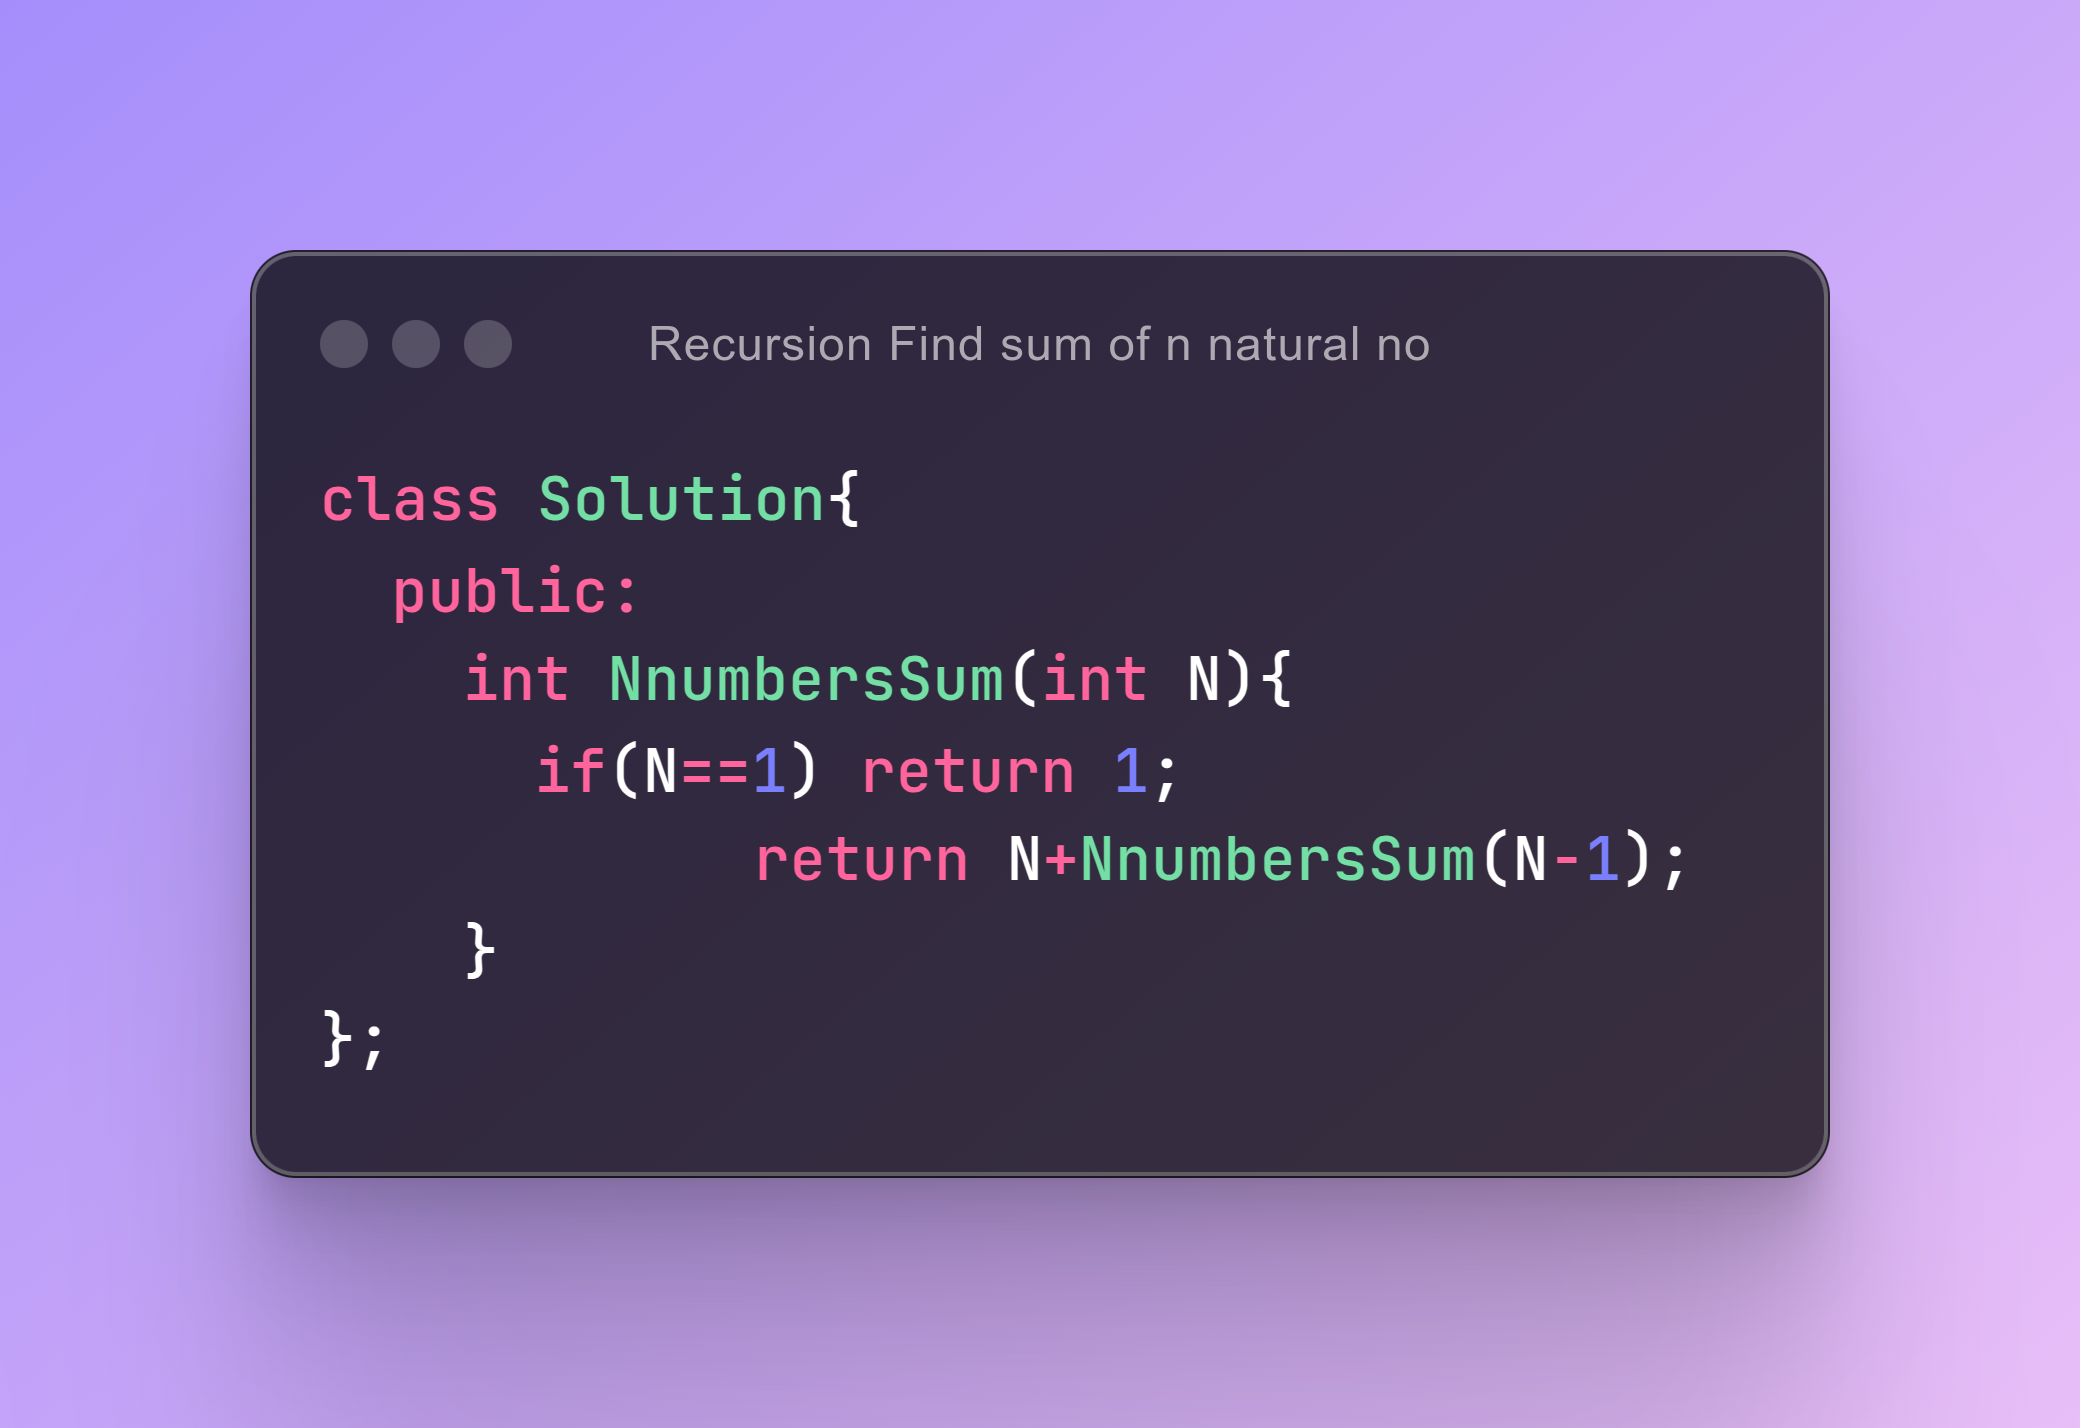 Recursion Find sum of n natural no
class Solution{
  public:
    int NnumbersSum(int N){
      if(N==1) return 1;
            return N+NnumbersSum(N-1);
    }
};